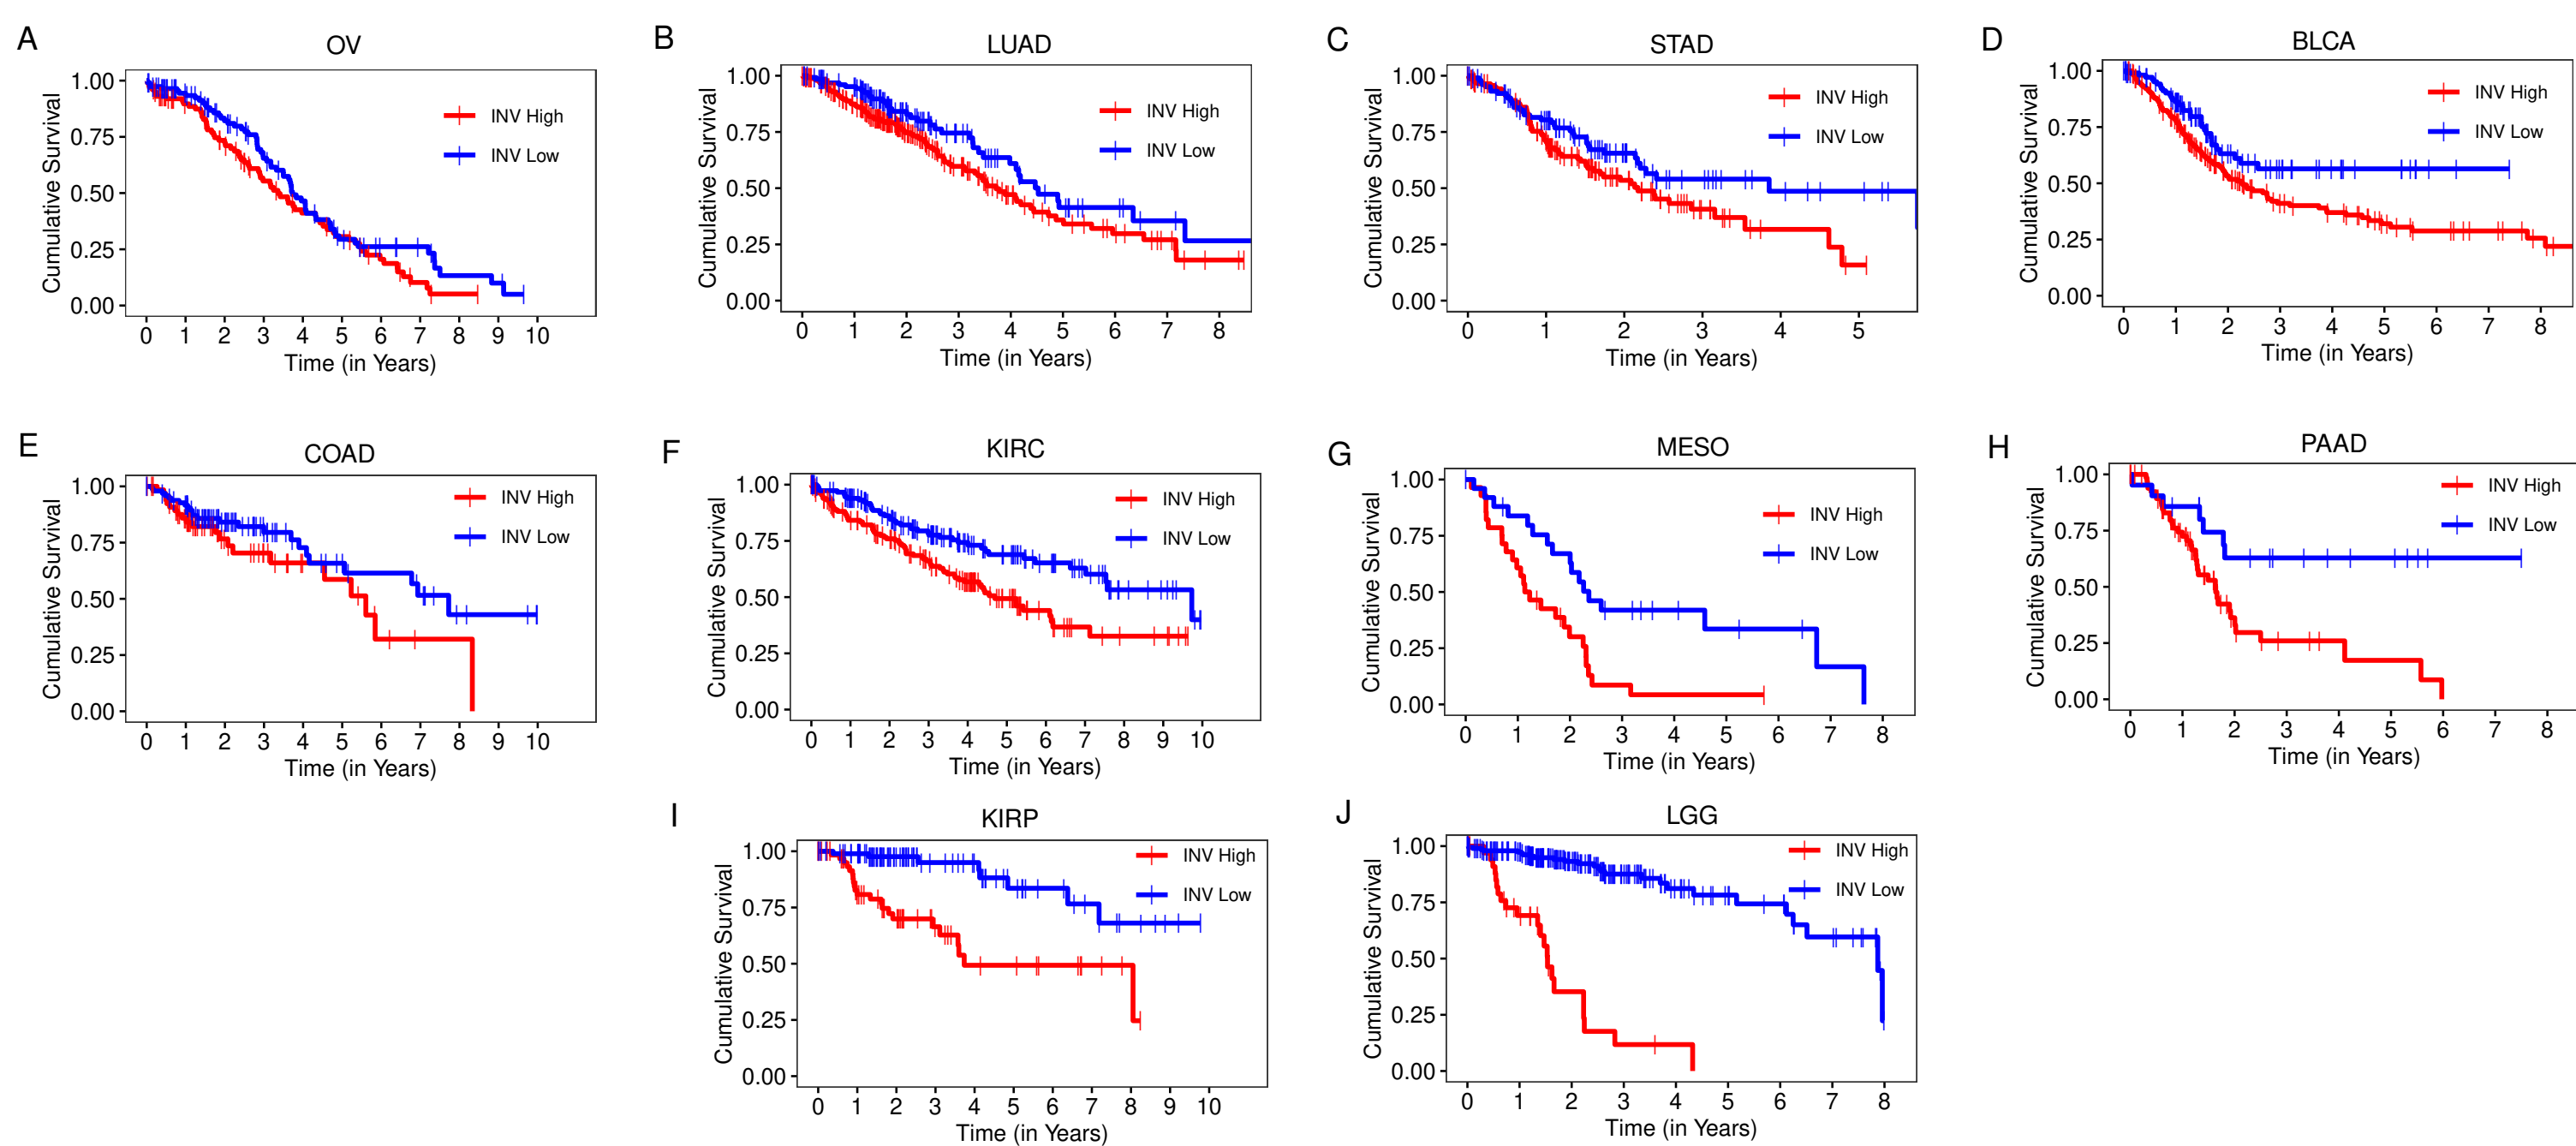 A
OV
1.00
0.75
0.50
0.25
0.00
Cumulative Survival
INV High
INV Low
0 1 2 3 4 5 6 7 8 9 10
Time (in Years)
B
LUAD
1.00
0.75
0.50
0.25
0.00
Cumulative Survival
INV High
INV Low
0 1 2 3 4 5 6 7 8
Time (in Years)
C
STAD
1.00
0.75
0.50
0.25
0.00
Cumulative Survival
INV High
INV Low
0 1 2 3 4 5
Time (in Years)
D
BLCA
1.00
0.75
0.50
0.25
0.00
Cumulative Survival
INV High
INV Low
0 1 2 3 4 5 6 7 8
Time (in Years)
E
COAD
1.00
0.75
0.50
0.25
0.00
Cumulative Survival
INV High
INV Low
0 1 2 3 4 5 6 7 8 9 10
Time (in Years)
F
KIRC
1.00
0.75
0.50
0.25
0.00
Cumulative Survival
INV High
INV Low
0 1 2 3 4 5 6 7 8 9 10
Time (in Years)
G
MESO
1.00
0.75
0.50
0.25
0.00
Cumulative Survival
INV High
INV Low
0 1 2 3 4 5 6 7 8
Time (in Years)
H
PAAD
1.00
0.75
0.50
0.25
0.00
Cumulative Survival
INV High
INV Low
0 1 2 3 4 5 6 7 8
Time (in Years)
I
KIRP
1.00
0.75
0.50
0.25
0.00
Cumulative Survival
INV High
INV Low
0 1 2 3 4 5 6 7 8 9 10
Time (in Years)
J
LGG
1.00
0.75
0.50
0.25
0.00
Cumulative Survival
INV High
INV Low
0 1 2 3 4 5 6 7 8
Time (in Years)